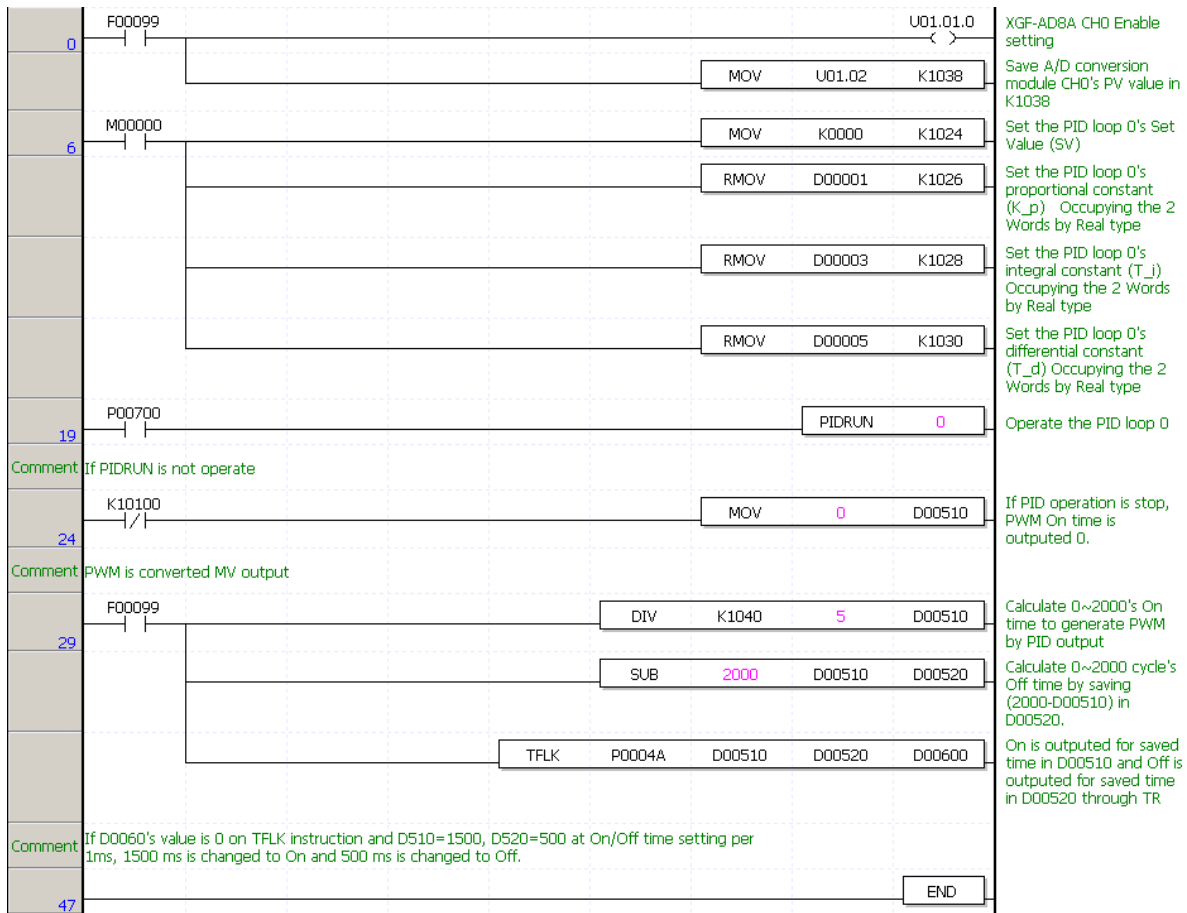 F00099
U01.01.0
XGF-AD8A CH0 Enable
setting
0
MOV U01.02 K1038
Save A/D conversion
module CH0's PV value in
K1038
M00000
6
MOV K0000 K1024
Set the PID loop 0's Set
Value (SV)
RMOV D00001 K1026
Set the PID loop 0's
proportional constant
(K_p) Occupying the 2
Words by Real type
RMOV D00003 K1028
Set the PID loop 0's
integral constant (T_i)
Occupying the 2 Words
by Real type
RMOV D00005 K1030
Set the PID loop 0's
differential constant
(T_d) Occupying the 2
Words by Real type
P00700
19
PIDRUN 0
Operate the PID loop 0
Comment If PIDRUN is not operate
K10100
24
MOV 0 D00510
If PID operation is stop,
PWM On time is
outputed 0.
Comment PWM is converted MV output
F00099
29
DIV K1040 5 D00510
Calculate 0~2000's On
time to generate PWM
by PID output
SUB 2000 D00510 D00520
Calculate 0~2000 cycle's
Off time by saving
(2000-D00510) in
D00520.
TFLK P0004A D00510 D00520 D00600
On is outputed for saved
time in D00510 and Off is
outputed for saved time
in D00520 through TR
Comment If D0060's value is 0 on TFLK instruction and D510=1500, D520=500 at On/Off time setting per
1ms, 1500 ms is changed to On and 500 ms is changed to Off.
47
END